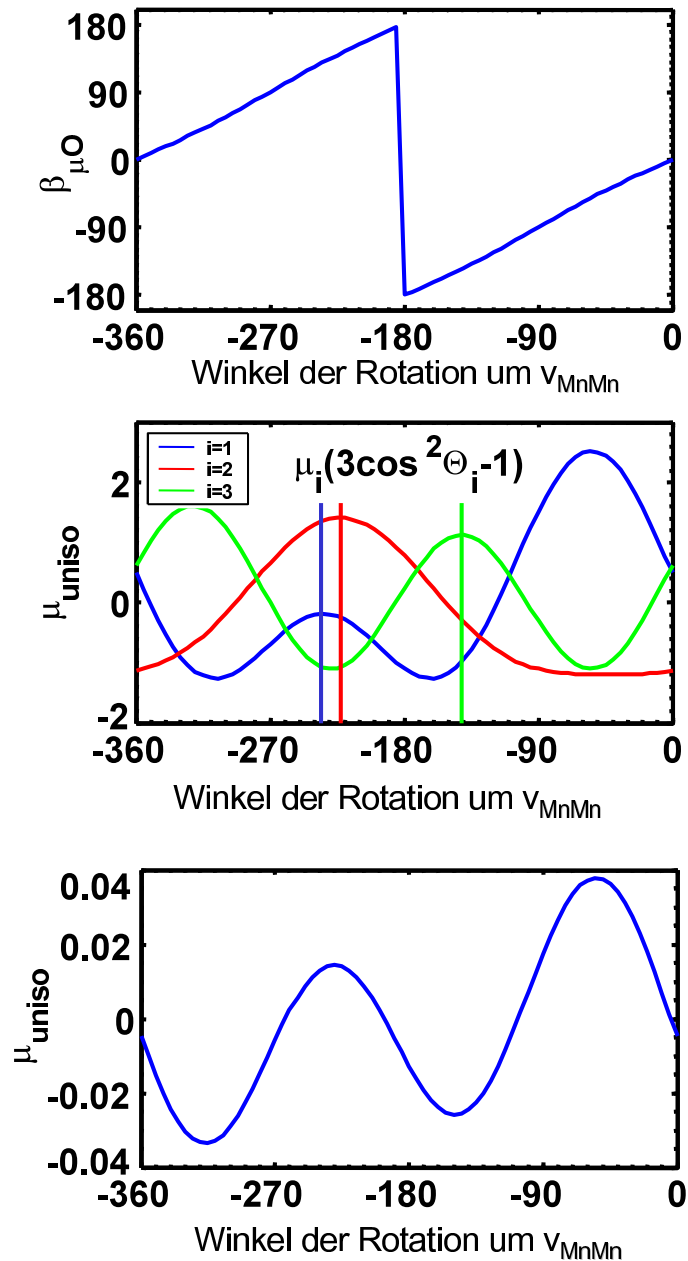 180
90
0
-90
-180
β_μO
-360 -270 -180 -90 0
Winkel der Rotation um v_MnMn
i=1
i=2
i=3
μ_i(3cos²Θ_i-1)
2
0
-2
μ_uniso
-360 -270 -180 -90 0
Winkel der Rotation um v_MnMn
0.04
0.02
0
-0.02
-0.04
μ_uniso
-360 -270 -180 -90 0
Winkel der Rotation um v_MnMn